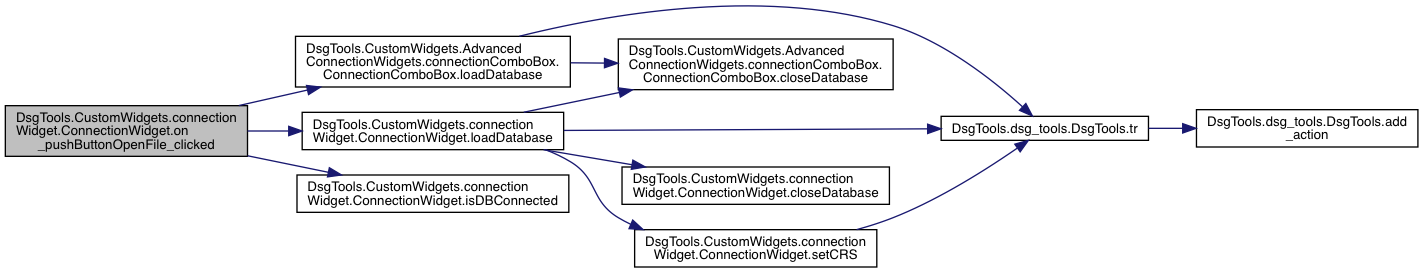 DsgTools.CustomWidgets.connection
Widget.ConnectionWidget.on
_pushButtonOpenFile_clicked
DsgTools.CustomWidgets.Advanced
ConnectionWidgets.connectionComboBox.
ConnectionComboBox.loadDatabase
DsgTools.CustomWidgets.connection
Widget.ConnectionWidget.loadDatabase
DsgTools.CustomWidgets.connection
Widget.ConnectionWidget.isDBConnected
DsgTools.CustomWidgets.Advanced
ConnectionWidgets.connectionComboBox.
ConnectionComboBox.closeDatabase
DsgTools.CustomWidgets.connection
Widget.ConnectionWidget.closeDatabase
DsgTools.CustomWidgets.connection
Widget.ConnectionWidget.setCRS
DsgTools.dsg_tools.DsgTools.tr
DsgTools.dsg_tools.DsgTools.add
_action